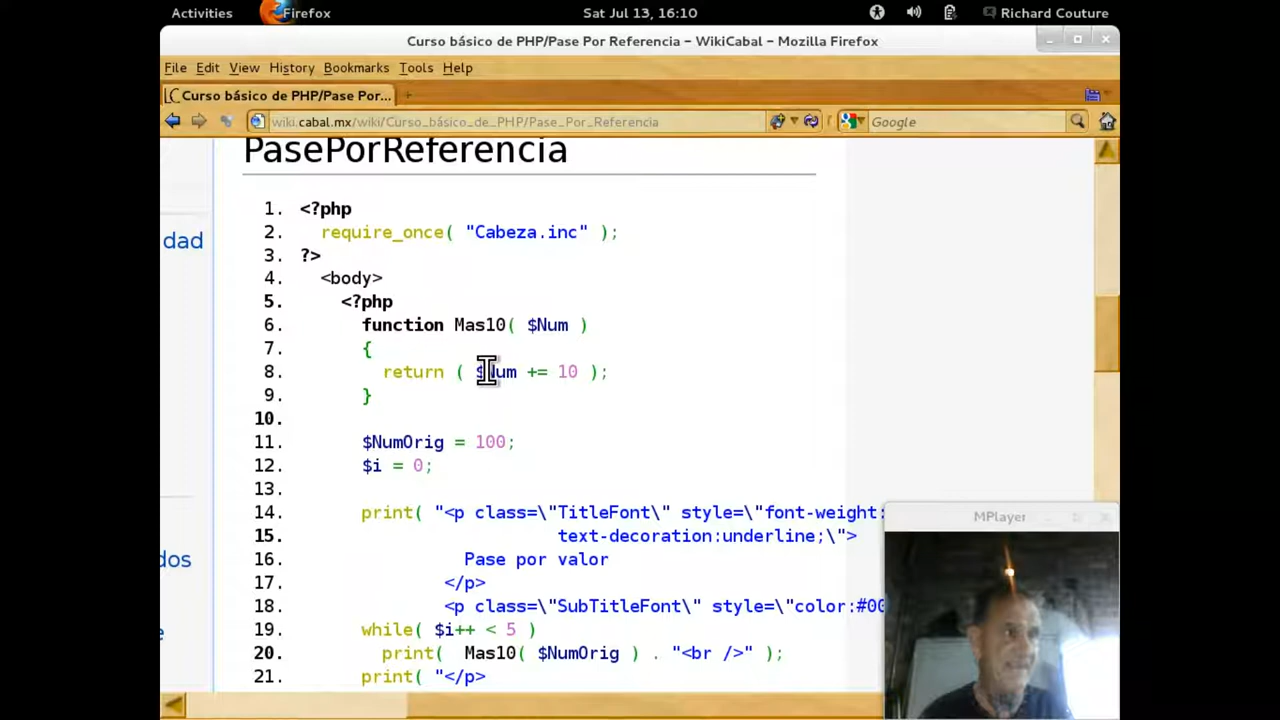 Activities Firefox Sat Jul 13, 16:10 Richard Couture
Curso básico de PHP/Pase Por Referencia – WikiCabal – Mozilla Firefox
File Edit View History Bookmarks Tools Help
Curso básico de PHP/Pase Por...
wiki.cabal.mx/wiki/Curso_básico_de_PHP/Pase_Por_Referencia Google
PasePorReferencia
1. <?php
dad 2. require_once( "Cabeza.inc" );
3. ?>
4. <body>
5. <?php
6. function Mas10( $Num )
7. {
8. return ( $Num += 10 );
9. }
10.
11. $NumOrig = 100;
12. $i = 0;
13.
14. print( "<p class=\"TitleFont\" style=\"font-weight:
MPlayer
15. text-decoration:underline;\">
dos 16. Pase por valor
17. </p>
18. <p class=\"SubTitleFont\" style=\"color:#00
e 19. while( $i++ < 5 )
20. print( Mas10( $NumOrig ) . "<br />" );
21. print( "</p>